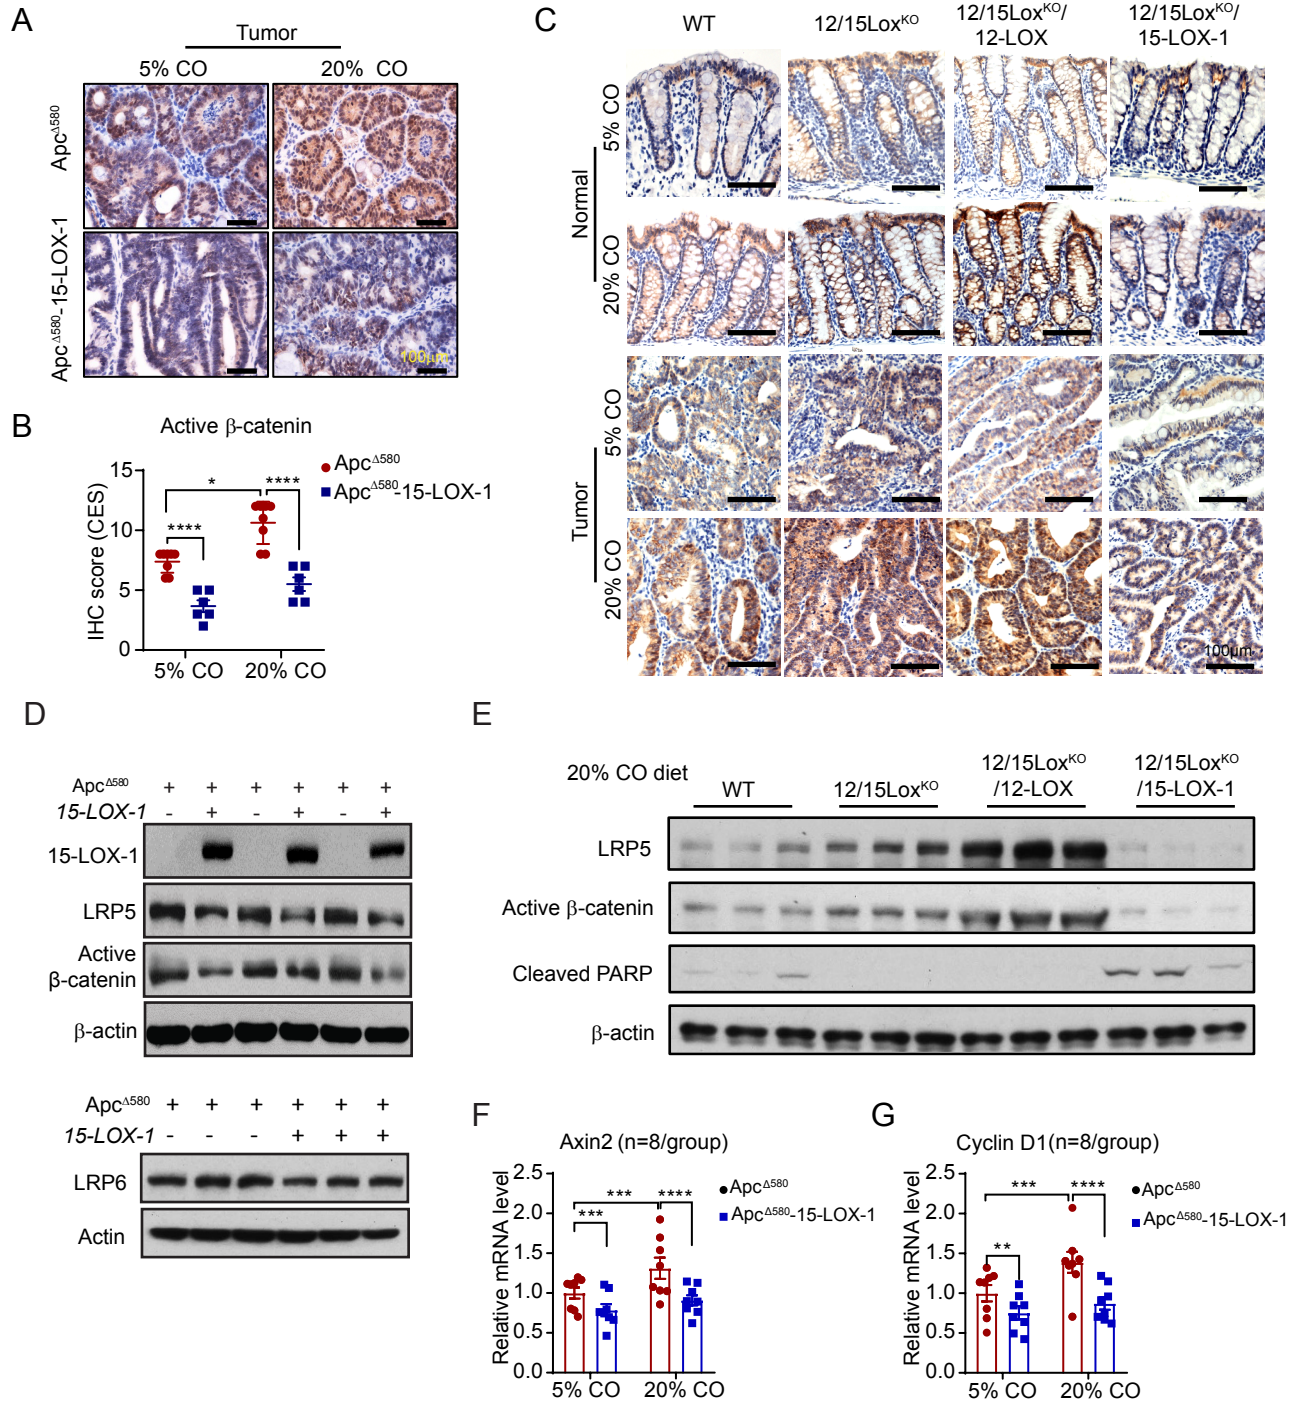 A
Tumor
5% CO
20% CO
Apc^Δ580
Apc^Δ580-15-LOX-1
100μm
B
Active β-catenin
IHC score (CES)
15
10
5
0
*
****
****
Apc^Δ580
Apc^Δ580-15-LOX-1
5% CO
20% CO
C
WT
12/15Lox^KO
12/15Lox^KO/
12-LOX
12/15Lox^KO/
15-LOX-1
Normal
5% CO
20% CO
Tumor
5% CO
20% CO
100μm
D
Apc^Δ580 + + + + + +
15-LOX-1 - + - + - +
15-LOX-1
LRP5
Active
β-catenin
β-actin
Apc^Δ580 + + + + + +
15-LOX-1 - - - + + +
LRP6
Actin
E
20% CO diet
WT
12/15Lox^KO
12/15Lox^KO
/12-LOX
12/15Lox^KO
/15-LOX-1
LRP5
Active β-catenin
Cleaved PARP
β-actin
F
Axin2 (n=8/group)
Relative mRNA level
2.5
2.0
1.5
1.0
0.5
0.0
***
***
****
Apc^Δ580
Apc^Δ580-15-LOX-1
5% CO
20% CO
G
Cyclin D1(n=8/group)
Relative mRNA level
2.5
2.0
1.5
1.0
0.5
0.0
***
**
****
Apc^Δ580
Apc^Δ580-15-LOX-1
5% CO
20% CO